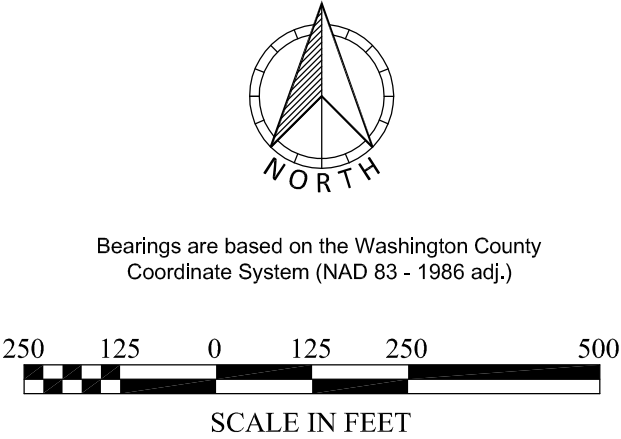 NORTH
Bearings are based on the Washington County
Coordinate System (NAD 83 - 1986 adj.)
250 125 0 125 250 500
SCALE IN FEET